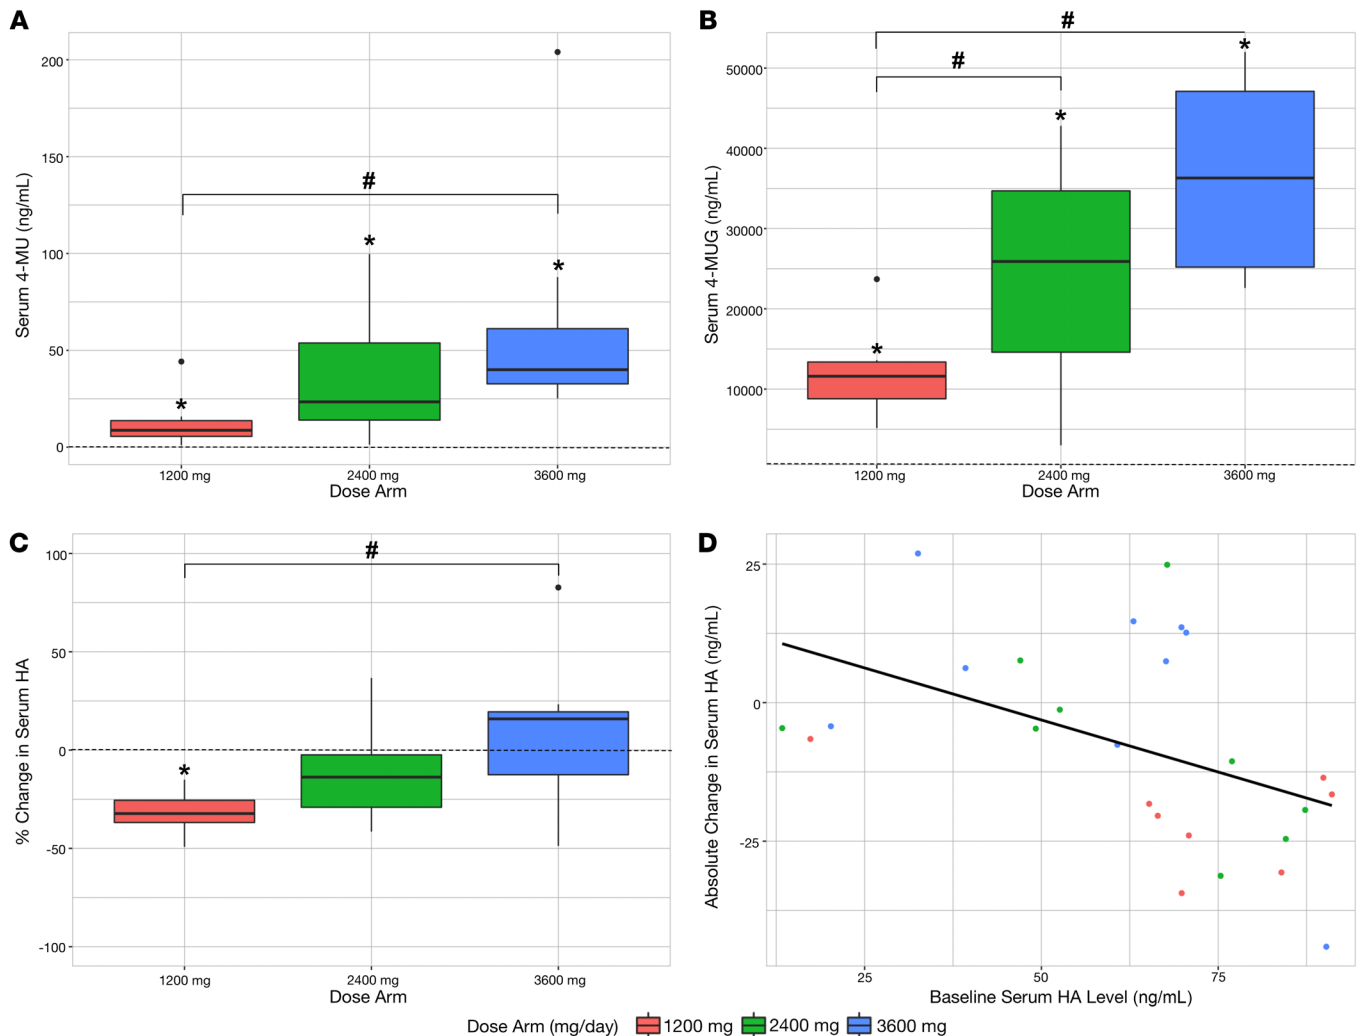 A
Serum 4-MU (ng/mL)
200
150
100
50
0
#
*
*
*
1200 mg
2400 mg
3600 mg
Dose Arm
B
Serum 4-MUG (ng/mL)
50000
40000
30000
20000
10000
#
#
*
*
*
1200 mg
2400 mg
3600 mg
Dose Arm
C
% Change in Serum HA
100
50
0
-50
-100
#
*
1200 mg
2400 mg
3600 mg
Dose Arm
D
Absolute Change in Serum HA (ng/mL)
25
0
-25
25
50
75
Baseline Serum HA Level (ng/mL)
Dose Arm (mg/day) 1200 mg 2400 mg 3600 mg